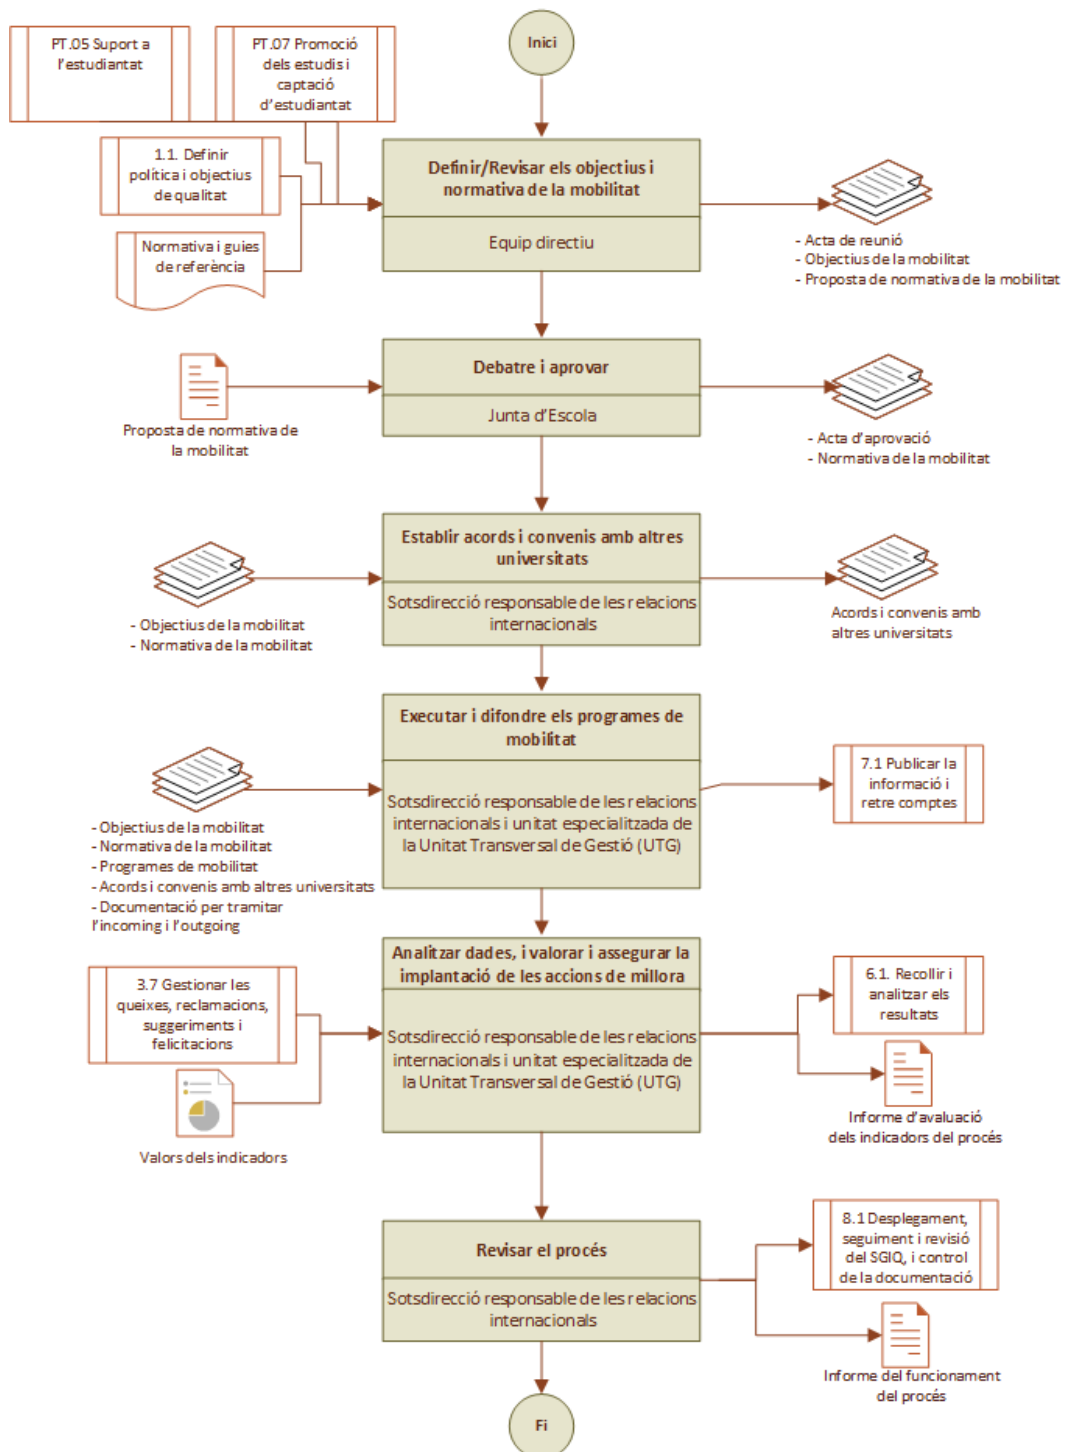 Inici
PT.05 Suport a
l'estudiantat
PT.07 Promoció
dels estudis i
captació
d'estudiantat
1.1. Definir
política i objectius
de qualitat
Normativa i guies
de referència
Definir/Revisar els objectius i
normativa de la mobilitat
Equip directiu
- Acta de reunió
- Objectius de la mobilitat
- Proposta de normativa de la mobilitat
Proposta de normativa de
la mobilitat
Debatre i aprovar
Junta d'Escola
- Acta d'aprovació
- Normativa de la mobilitat
- Objectius de la mobilitat
- Normativa de la mobilitat
Establir acords i convenis amb altres
universitats
Sotsdirecció responsable de les relacions
internacionals
Acords i convenis amb
altres universitats
- Objectius de la mobilitat
- Normativa de la mobilitat
- Programes de mobilitat
- Acords i convenis amb altres universitats
- Documentació per tramitar
l'incoming i l'outgoing
Executar i difondre els programes de
mobilitat
Sotsdirecció responsable de les relacions
internacionals i unitat especialitzada de
la Unitat Transversal de Gestió (UTG)
7.1 Publicar la
informació i
retre comptes
3.7 Gestionar les
queixes, reclamacions,
suggeriments i
felicitacions
Valors dels indicadors
Analitzar dades, i valorar i assegurar la
implantació de les accions de millora
Sotsdirecció responsable de les relacions
internacionals i unitat especialitzada de
la Unitat Transversal de Gestió (UTG)
6.1. Recollir i
analitzar els
resultats
Informe d'avaluació
dels indicadors del procés
Revisar el procés
Sotsdirecció responsable de les relacions
internacionals
8.1 Desplegament,
seguiment i revisió
del SGIQ, i control
de la documentació
Informe del funcionament
del procés
Fi